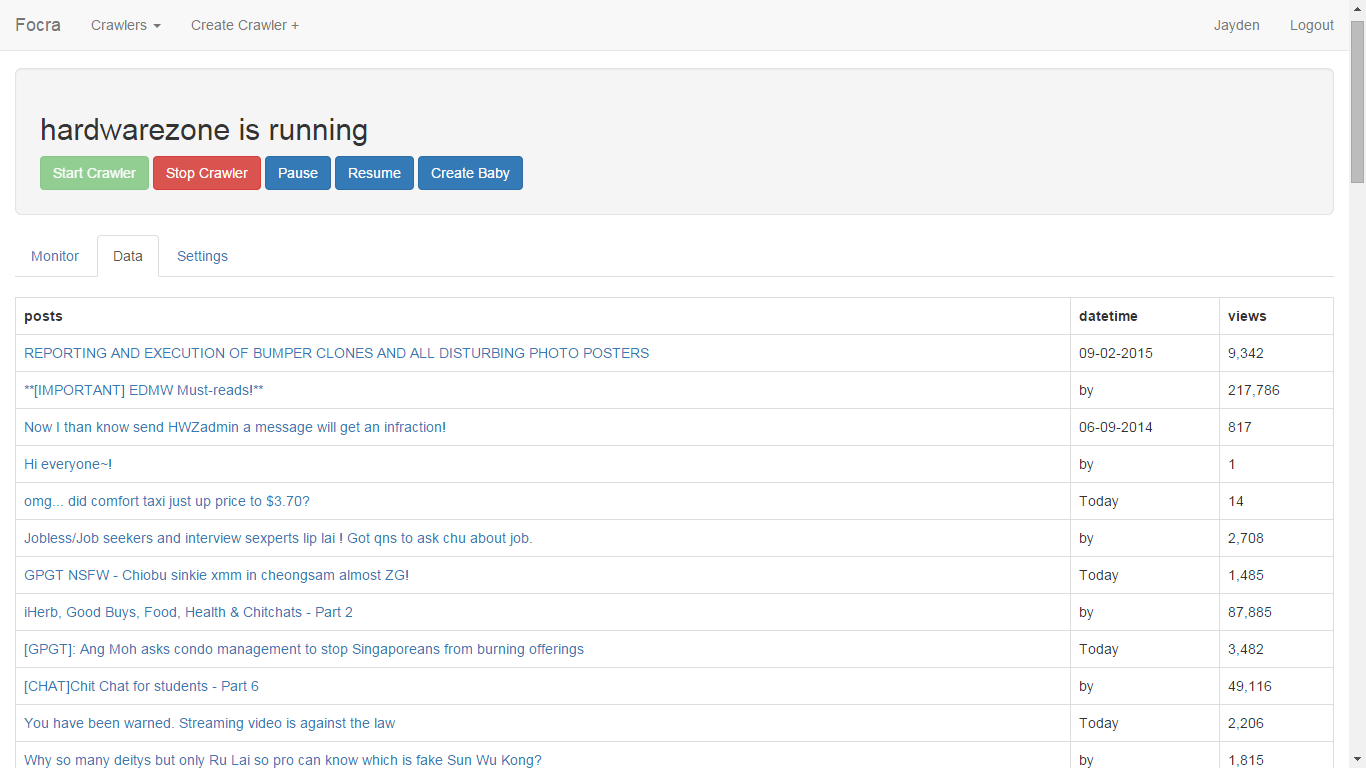 Focra Crawlers Create Crawler + Jayden Logout
hardwarezone is running
Start Crawler Stop Crawler Pause Resume Create Baby
Monitor Data Settings
posts datetime views
REPORTING AND EXECUTION OF BUMPER CLONES AND ALL DISTURBING PHOTO POSTERS 09-02-2015 9,342
**[IMPORTANT] EDMW Must-reads!** by 217,786
Now I than know send HWZadmin a message will get an infraction! 06-09-2014 817
Hi everyone~! by 1
omg... did comfort taxi just up price to $3.70? Today 14
Jobless/Job seekers and interview sexperts lip lai ! Got qns to ask chu about job. by 2,708
GPGT NSFW - Chiobu sinkie xmm in cheongsam almost ZG! Today 1,485
iHerb, Good Buys, Food, Health & Chitchats - Part 2 by 87,885
[GPGT]: Ang Moh asks condo management to stop Singaporeans from burning offerings Today 3,482
[CHAT]Chit Chat for students - Part 6 by 49,116
You have been warned. Streaming video is against the law Today 2,206
Why so many deitys but only Ru Lai so pro can know which is fake Sun Wu Kong? by 1,815